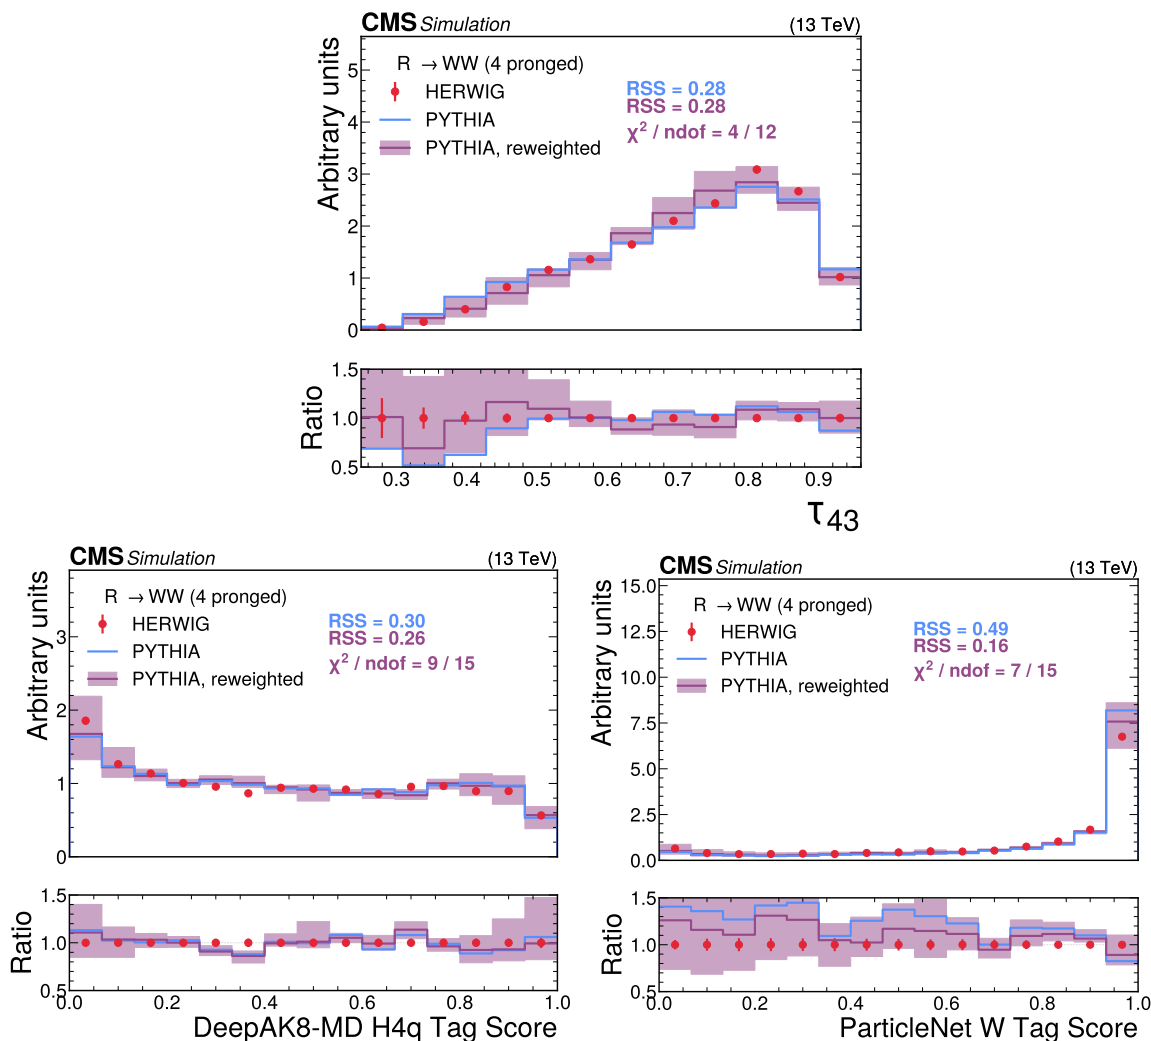 CMS Simulation (13 TeV)
Arbitrary units
R → WW (4 pronged)
HERWIG
PYTHIA
PYTHIA, reweighted
RSS = 0.28
RSS = 0.28
χ² / ndof = 4 / 12
5
4
3
2
1
0
Ratio
1.5
1.0
0.5
0.3 0.4 0.5 0.6 0.7 0.8 0.9
τ₄₃
CMS Simulation (13 TeV)
Arbitrary units
R → WW (4 pronged)
HERWIG
PYTHIA
PYTHIA, reweighted
RSS = 0.30
RSS = 0.26
χ² / ndof = 9 / 15
3
2
1
0
Ratio
1.5
1.0
0.5
0.0 0.2 0.4 0.6 0.8 1.0
DeepAK8-MD H4q Tag Score
CMS Simulation (13 TeV)
Arbitrary units
R → WW (4 pronged)
HERWIG
PYTHIA
PYTHIA, reweighted
RSS = 0.49
RSS = 0.16
χ² / ndof = 7 / 15
15.0
12.5
10.0
7.5
5.0
2.5
0.0
Ratio
1.5
1.0
0.5
0.0 0.2 0.4 0.6 0.8 1.0
ParticleNet W Tag Score